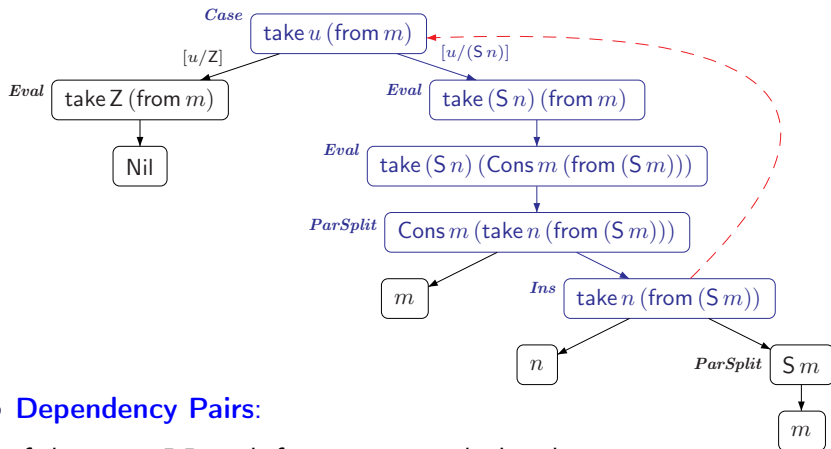 Case
take u (from m)
[u/Z]
[u/(S n)]
Eval
take Z (from m)
Eval
take (S n) (from m)
Nil
Eval
take (S n) (Cons m (from (S m)))
ParSplit
Cons m (take n (from (S m)))
m
Ins
take n (from (S m))
n
ParSplit
S m
Dependency Pairs:
m